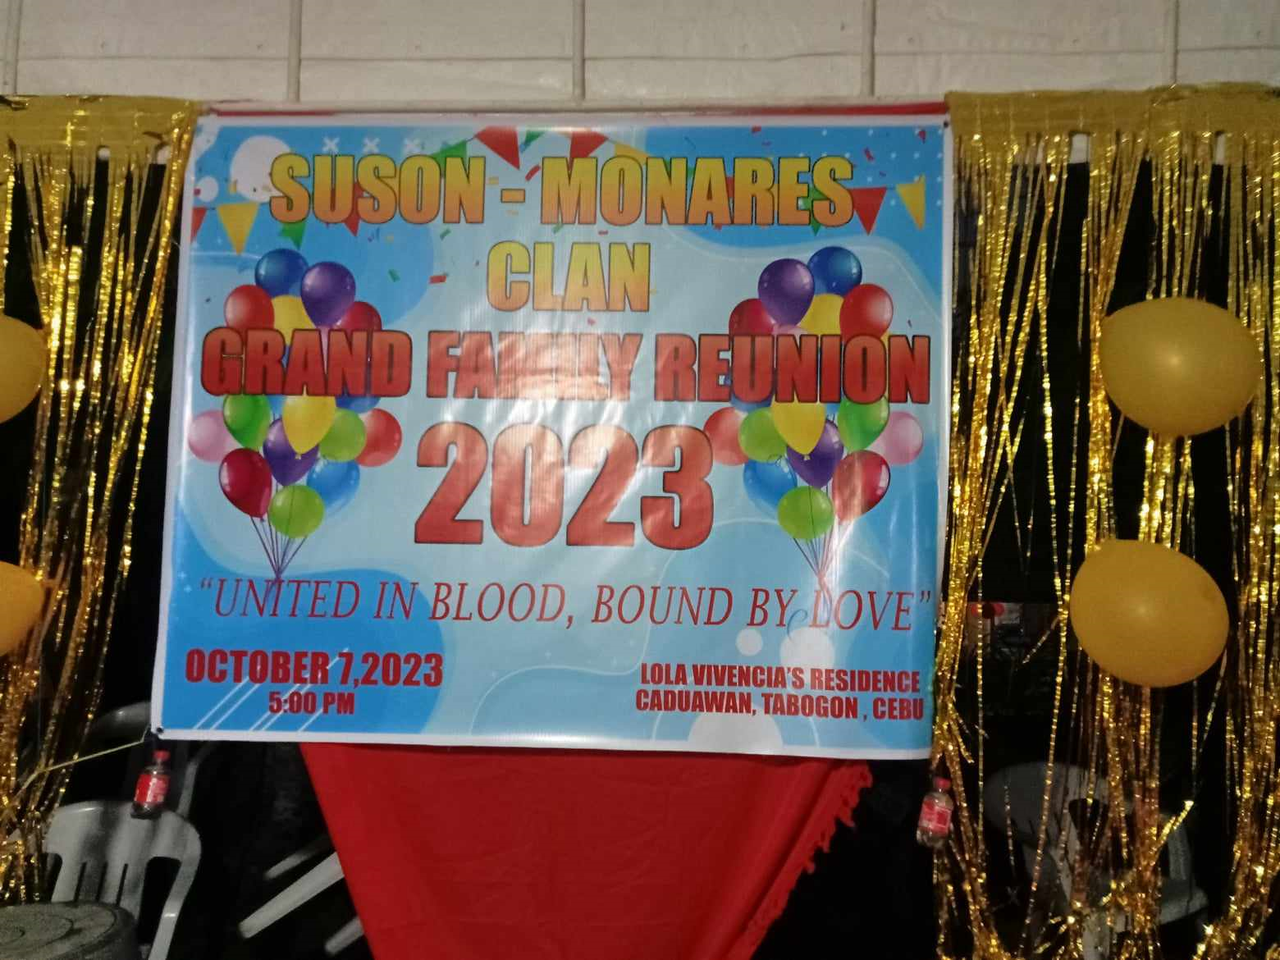 SUSON - MONARES
CLAN
GRAND FAMILY REUNION
2023
"UNITED IN BLOOD, BOUND BY LOVE"
OCTOBER 7,2023
5:00 PM
LOLA VIVENCIA'S RESIDENCE
CADUAWAN, TABOGON , CEBU